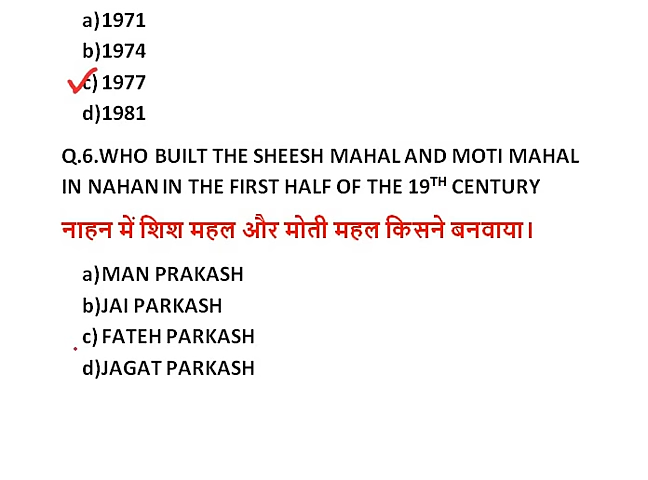 a)1971
b)1974
c) 1977
d)1981
Q.6.WHO BUILT THE SHEESH MAHAL AND MOTI MAHAL
IN NAHAN IN THE FIRST HALF OF THE 19TH CENTURY
नाहन में शिश महल और मोती महल किसने बनवाया।
a)MAN PRAKASH
b)JAI PARKASH
c) FATEH PARKASH
d)JAGAT PARKASH